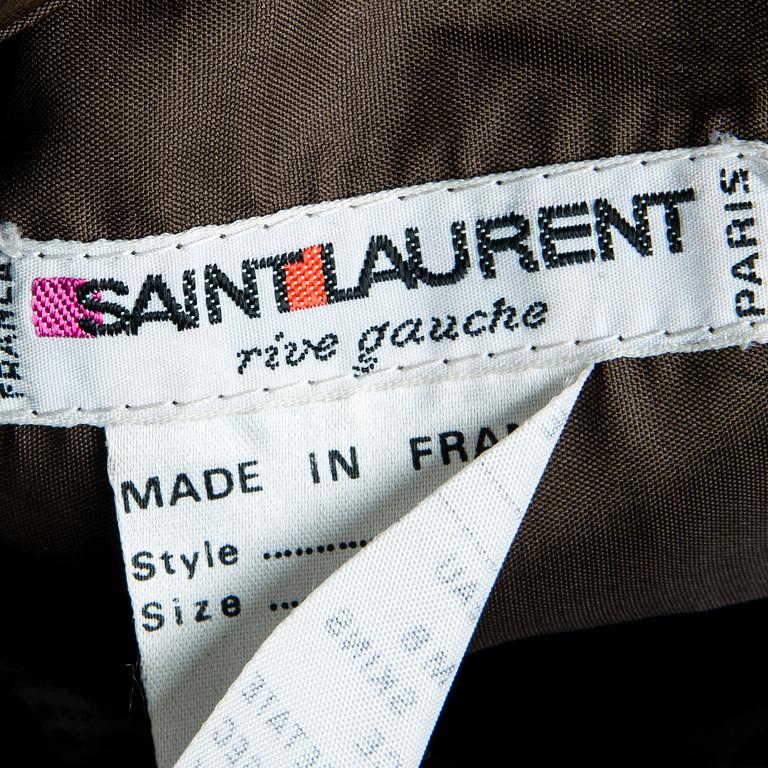 FRANCE
SAINT LAURENT
PARIS
rive gauche
MADE IN FRAN
Style ............
Size ...